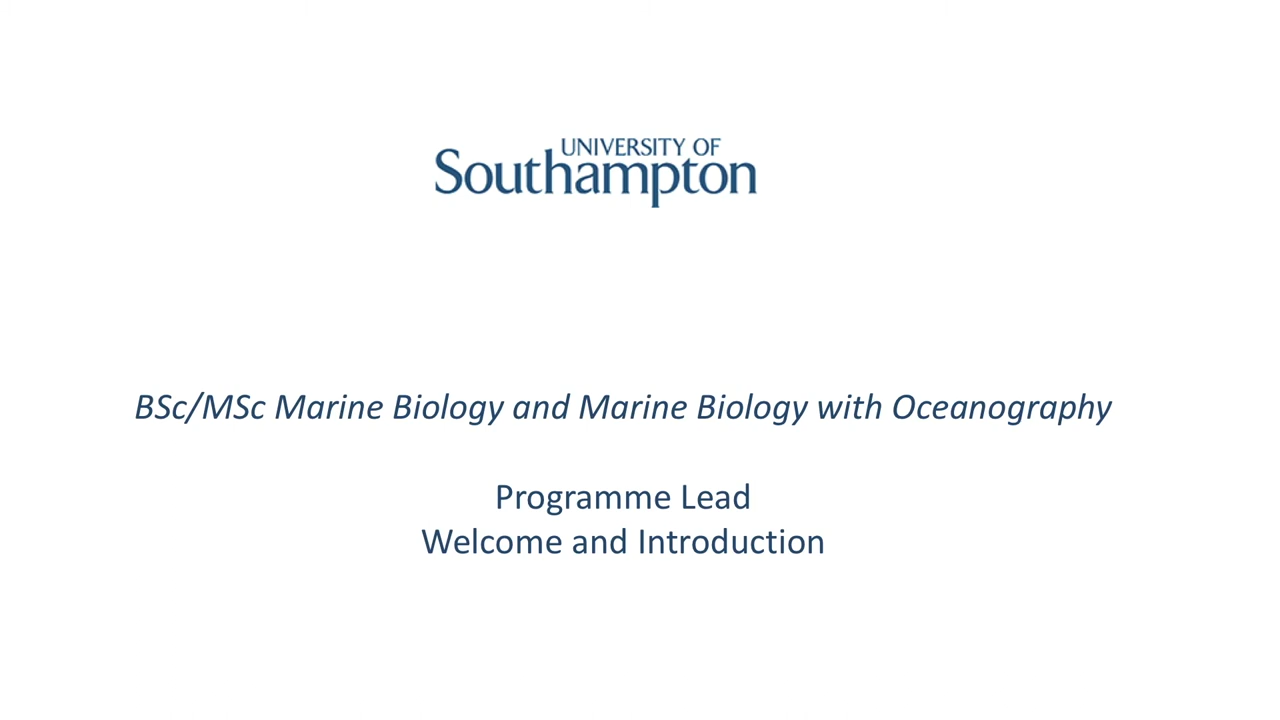 UNIVERSITY OF
Southampton
BSc/MSc Marine Biology and Marine Biology with Oceanography
Programme Lead
Welcome and Introduction